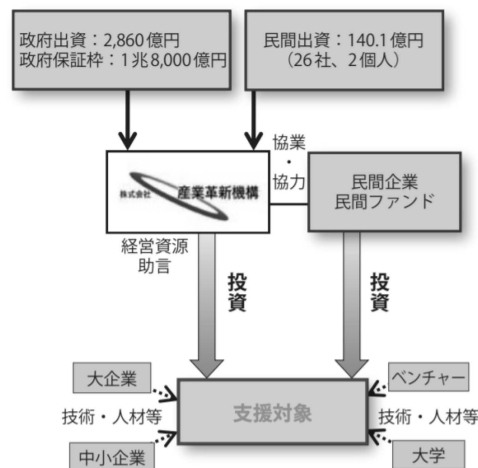 政府出資：2,860億円
政府保証枠：1兆8,000億円
民間出資：140.1億円
（26社、2個人）
協業
・
協力
株式会社 産業革新機構
民間企業
民間ファンド
経営資源
助言
投資
投資
大企業
ベンチャー
技術・人材等
支援対象
技術・人材等
中小企業
大学